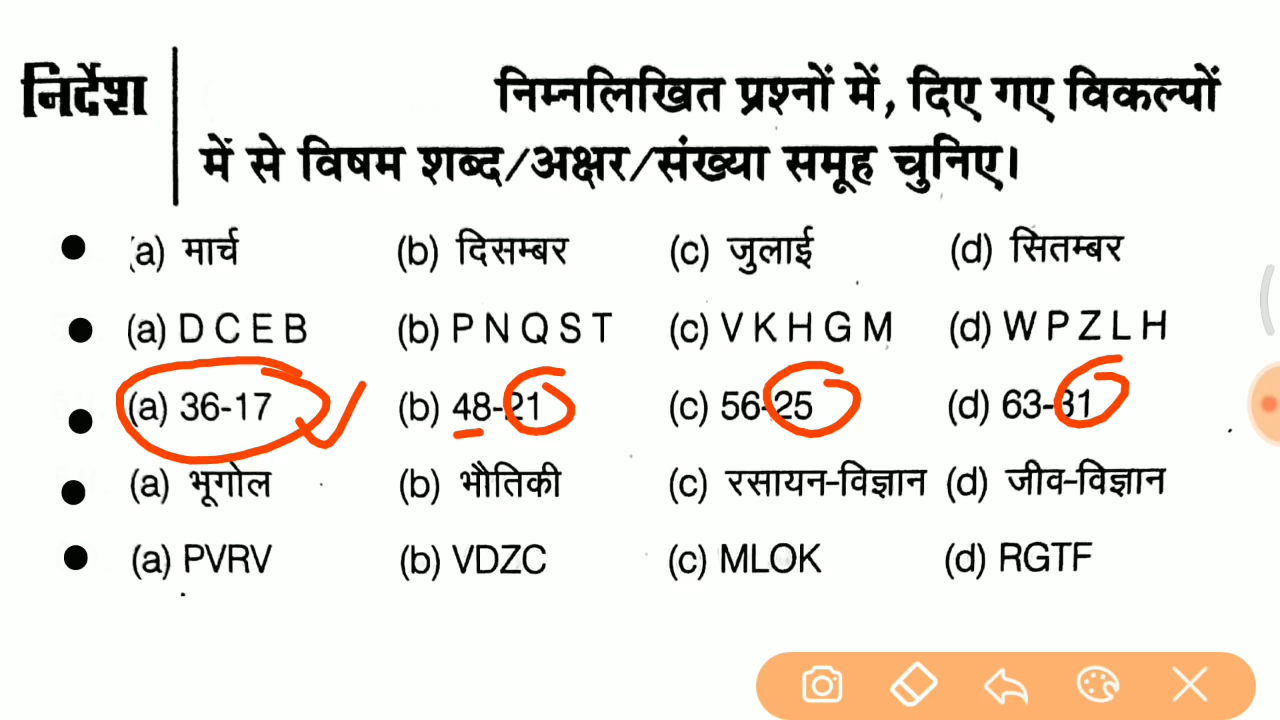 निर्देश
निम्नलिखित प्रश्नों में, दिए गए विकल्पों
में से विषम शब्द/अक्षर/संख्या समूह चुनिए।
(a) मार्च (b) दिसम्बर (c) जुलाई (d) सितम्बर
(a) D C E B (b) P N Q S T (c) V K H G M (d) W P Z L H
(a) 36-17 (b) 48-21 (c) 56-25 (d) 63-31
(a) भूगोल (b) भौतिकी (c) रसायन-विज्ञान (d) जीव-विज्ञान
(a) PVRV (b) VDZC (c) MLOK (d) RGTF